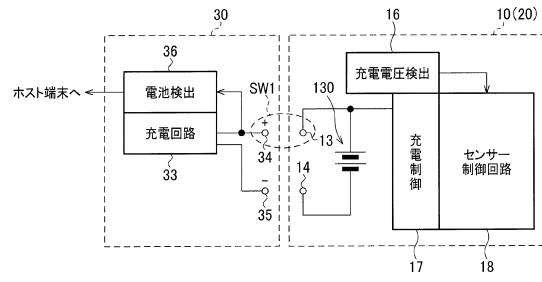 30
10(20)
36
16
ホスト端末へ
電池検出
充電回路
33
SW1
+
34
13
−
35
14
130
充電電圧検出
充電制御
17
センサー
制御回路
18